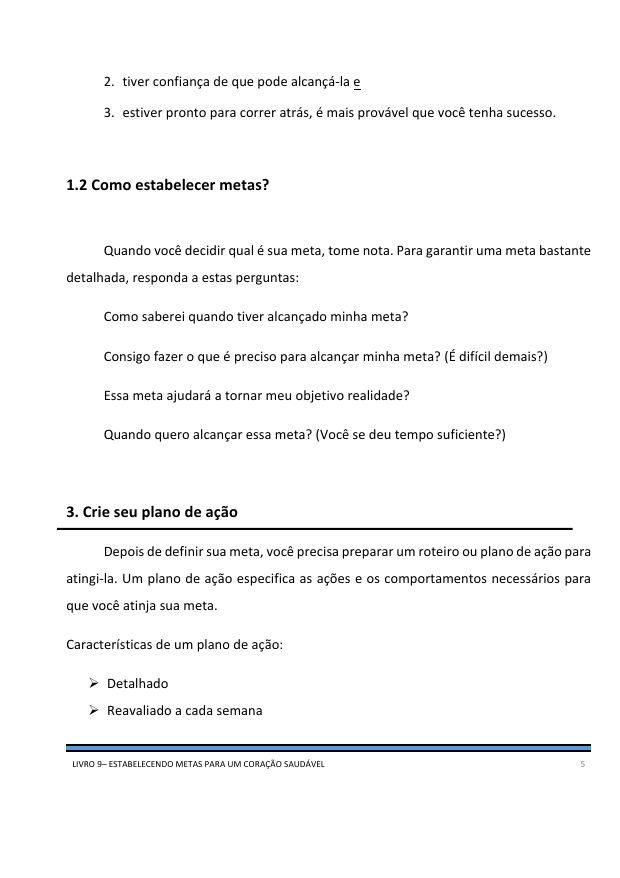 2. tiver confiança de que pode alcançá-la e
3. estiver pronto para correr atrás, é mais provável que você tenha sucesso.
1.2 Como estabelecer metas?
Quando você decidir qual é sua meta, tome nota. Para garantir uma meta bastante
detalhada, responda a estas perguntas:
Como saberei quando tiver alcançado minha meta?
Consigo fazer o que é preciso para alcançar minha meta? (É difícil demais?)
Essa meta ajudará a tornar meu objetivo realidade?
Quando quero alcançar essa meta? (Você se deu tempo suficiente?)
3. Crie seu plano de ação
Depois de definir sua meta, você precisa preparar um roteiro ou plano de ação para
atingi-la. Um plano de ação especifica as ações e os comportamentos necessários para
que você atinja sua meta.
Características de um plano de ação:
➢ Detalhado
➢ Reavaliado a cada semana
LIVRO 9– ESTABELECENDO METAS PARA UM CORAÇÃO SAUDÁVEL 5